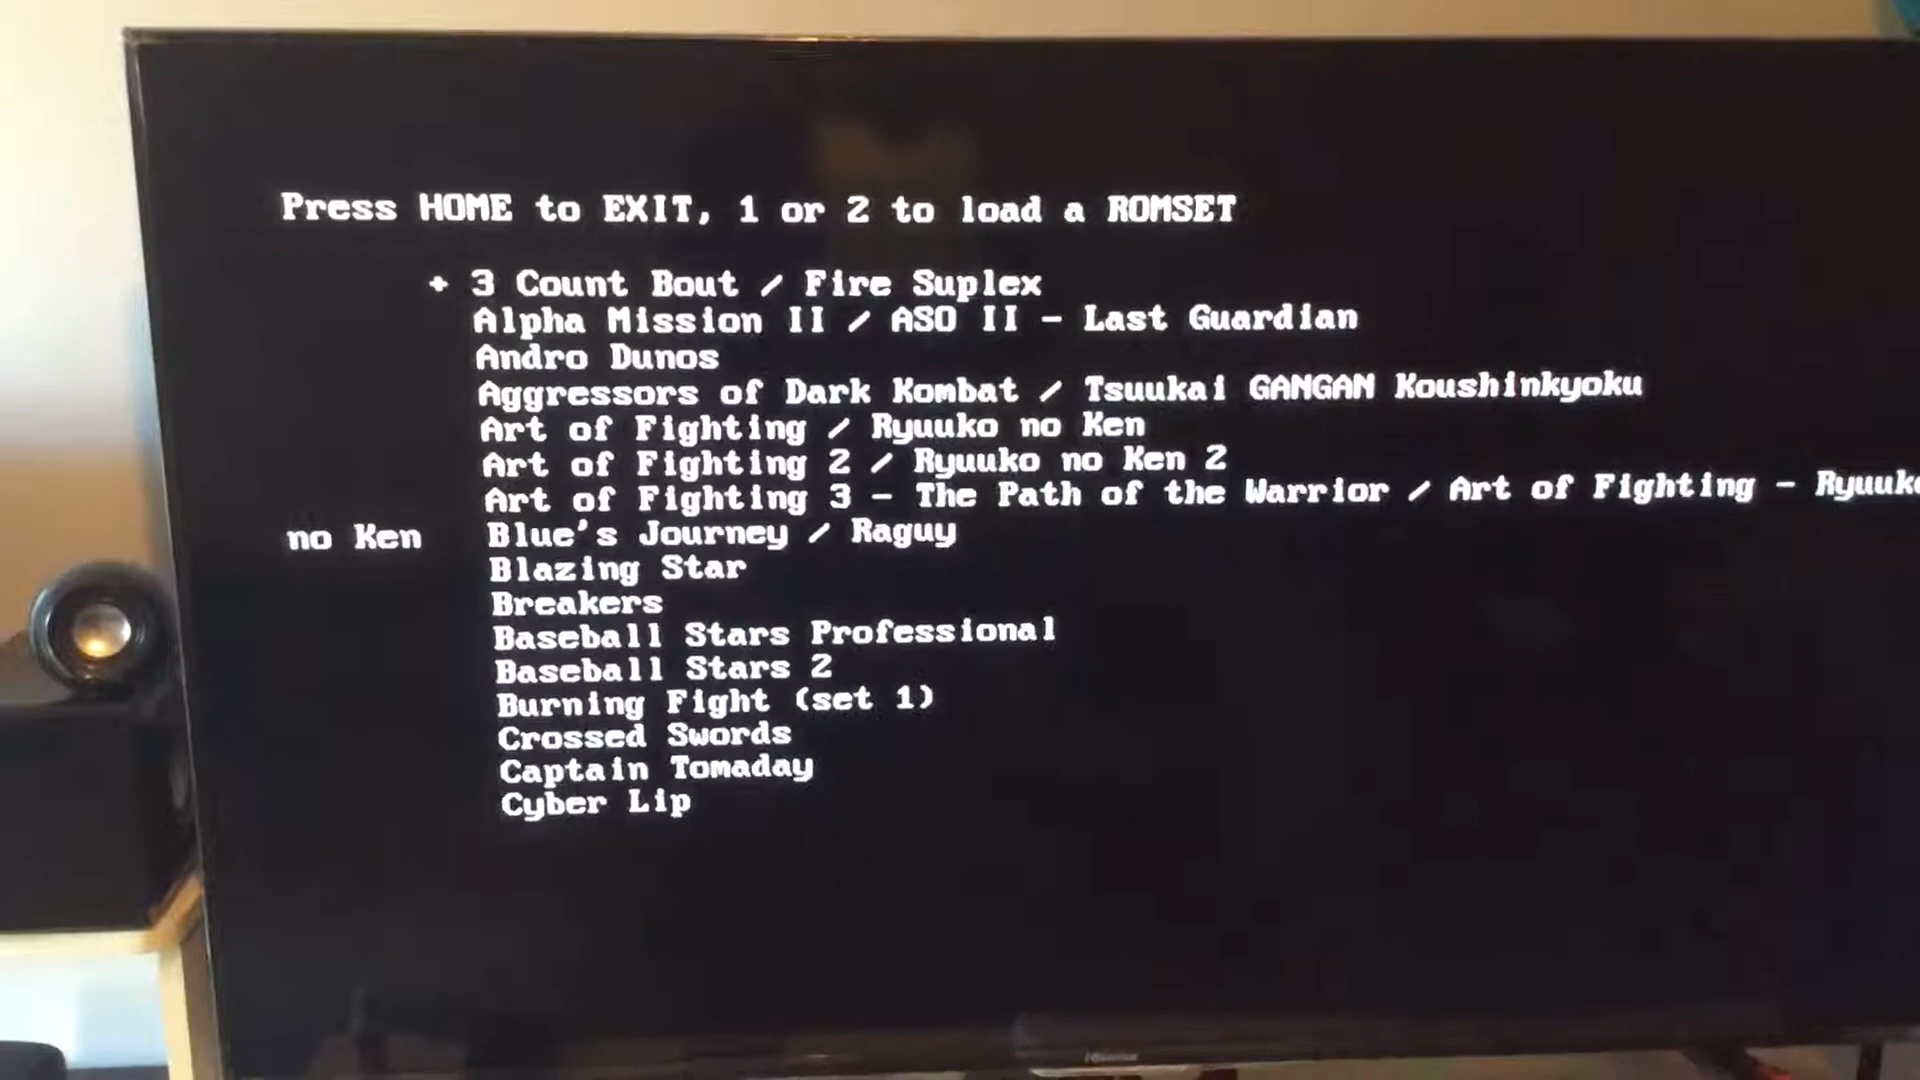 Press HOME to EXIT, 1 or 2 to load a ROMSET
+ 3 Count Bout / Fire Suplex
Alpha Mission II / ASO II - Last Guardian
Andro Dunos
Aggressors of Dark Kombat / Tsuukai GANGAN Koushinkyoku
Art of Fighting / Ryuuko no Ken
Art of Fighting 2 / Ryuuko no Ken 2
Art of Fighting 3 - The Path of the Warrior / Art of Fighting - Ryuuko
no Ken Blue's Journey / Raguy
Blazing Star
Breakers
Baseball Stars Professional
Baseball Stars 2
Burning Fight (set 1)
Crossed Swords
Captain Tomaday
Cyber Lip
Hisense